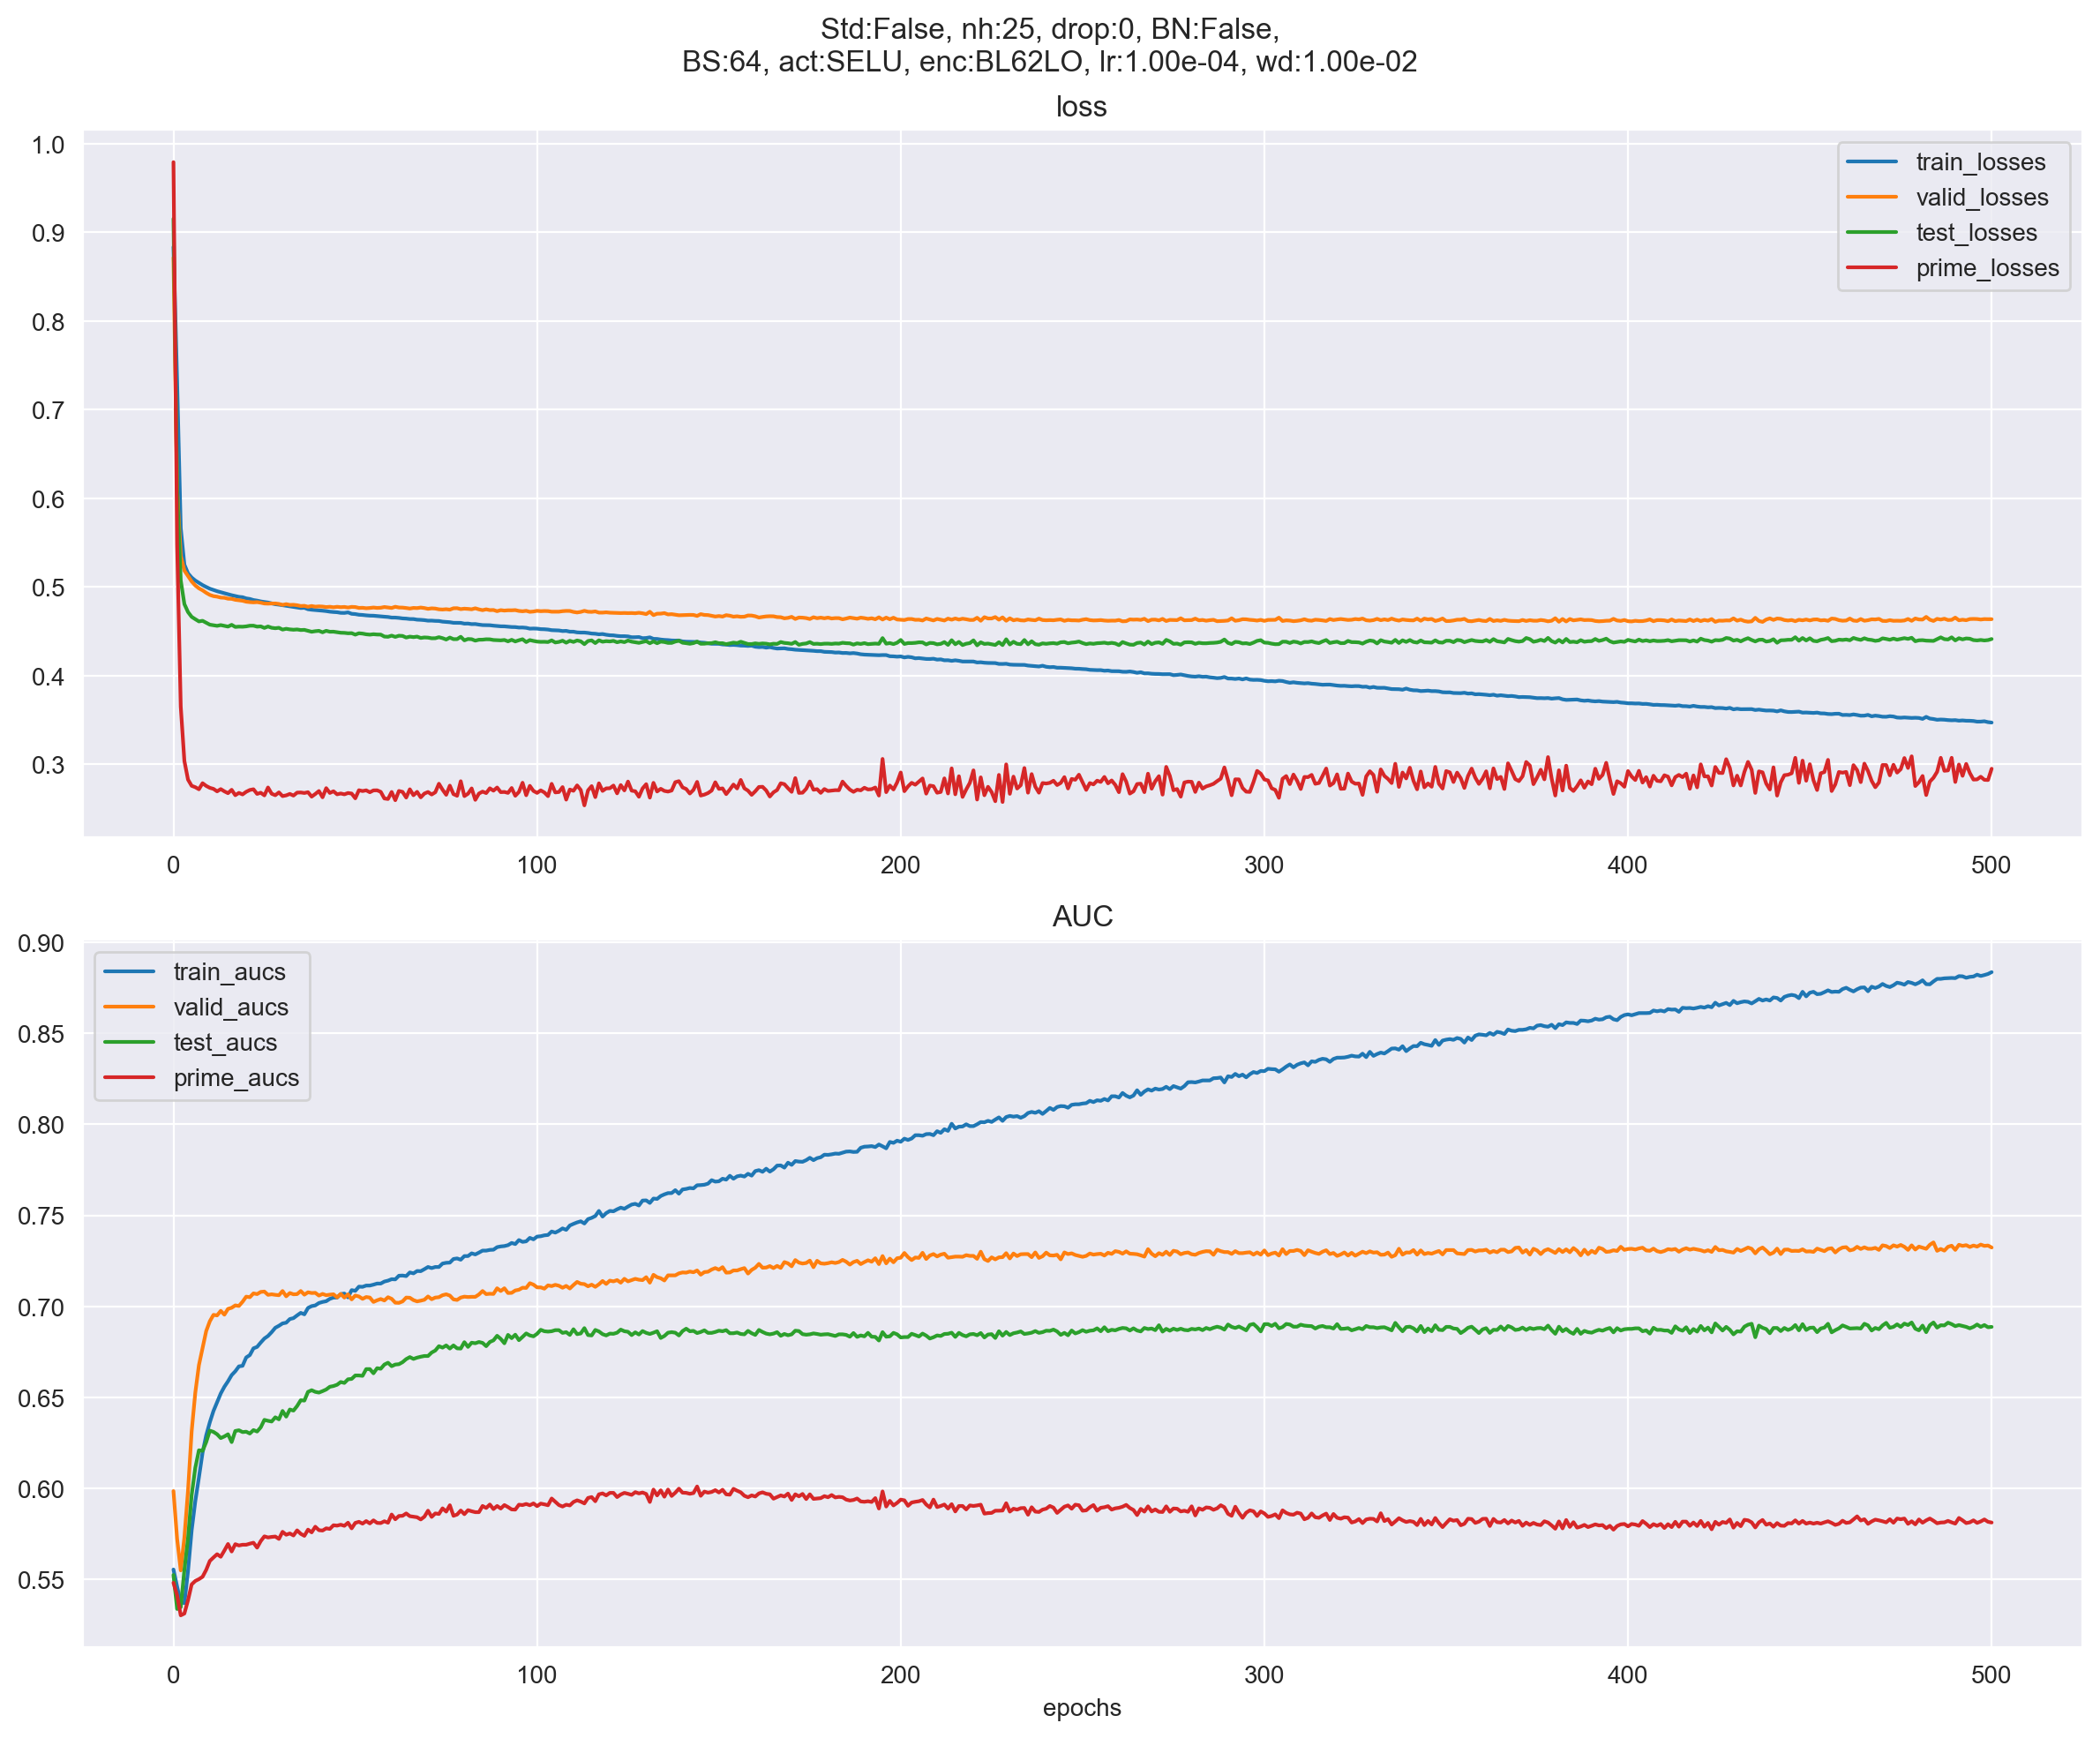 Std:False, nh:25, drop:0, BN:False,
BS:64, act:SELU, enc:BL62LO, lr:1.00e-04, wd:1.00e-02
loss
1.0
0.9
0.8
0.7
0.6
0.5
0.4
0.3
train_losses
valid_losses
test_losses
prime_losses
0 100 200 300 400 500
AUC
0.90
0.85
0.80
0.75
0.70
0.65
0.60
0.55
train_aucs
valid_aucs
test_aucs
prime_aucs
0 100 200 300 400 500
epochs